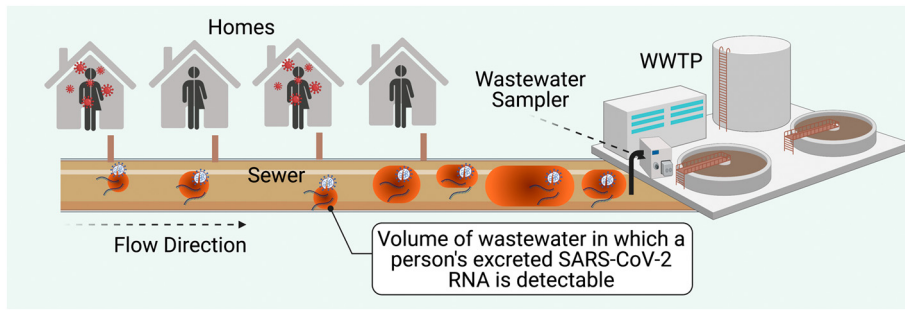 Homes
WWTP
Wastewater
Sampler
Sewer
Flow Direction
Volume of wastewater in which a
person's excreted SARS-CoV-2
RNA is detectable